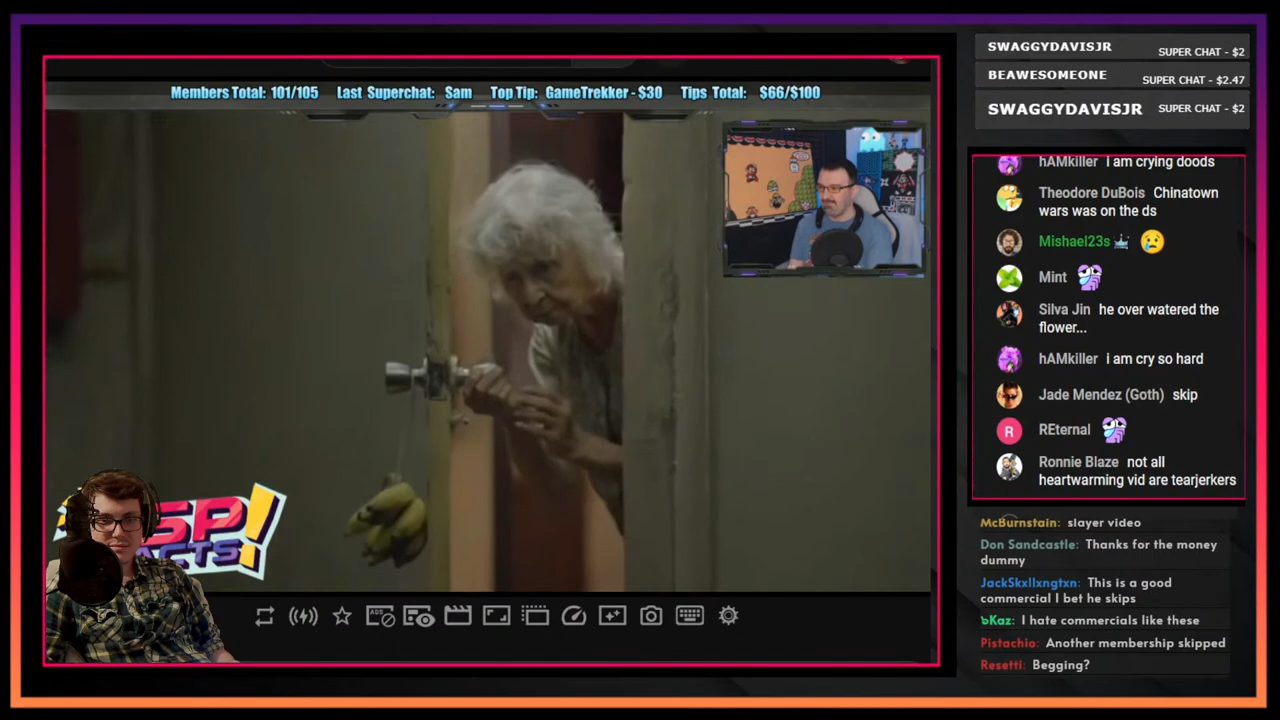 Members Total: 101/105 Last Superchat: Sam Top Tip: GameTrekker - $30 Tips Total: $66/$100
SP!
ACTS!
ADS
SWAGGYDAVISJR SUPER CHAT - $2
BEAWESOMEONE SUPER CHAT - $2.47
SWAGGYDAVISJR SUPER CHAT - $2
hAMkiller i am crying doods
Theodore DuBois Chinatown
wars was on the ds
Mishael23s
Mint
Silva Jin he over watered the
flower...
hAMkiller i am cry so hard
Jade Mendez (Goth) skip
R REternal
Ronnie Blaze not all
heartwarming vid are tearjerkers
McBurnstain: slayer video
Don Sandcastle: Thanks for the money
dummy
JackSkxllxngtxn: This is a good
commercial I bet he skips
Kaz: I hate commercials like these
Pistachio: Another membership skipped
Resetti: Begging?